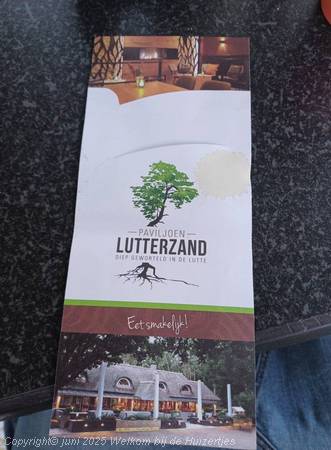 PAVILJOEN
LUTTERZAND
DIEP GEWORTELD IN DE LUTTE
Eet smakelijk!
Copyright© juni 2025 Welkom bij de Huizertjes